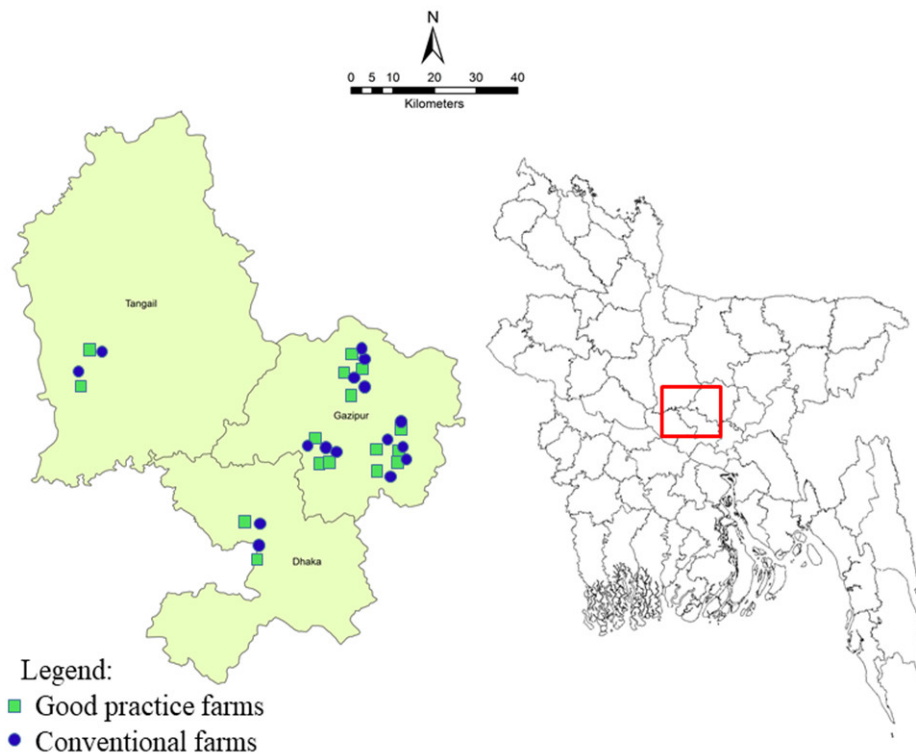 N
0 5 10 20 30 40
Kilometers
Tangail
Gazipur
Dhaka
Legend:
Good practice farms
Conventional farms